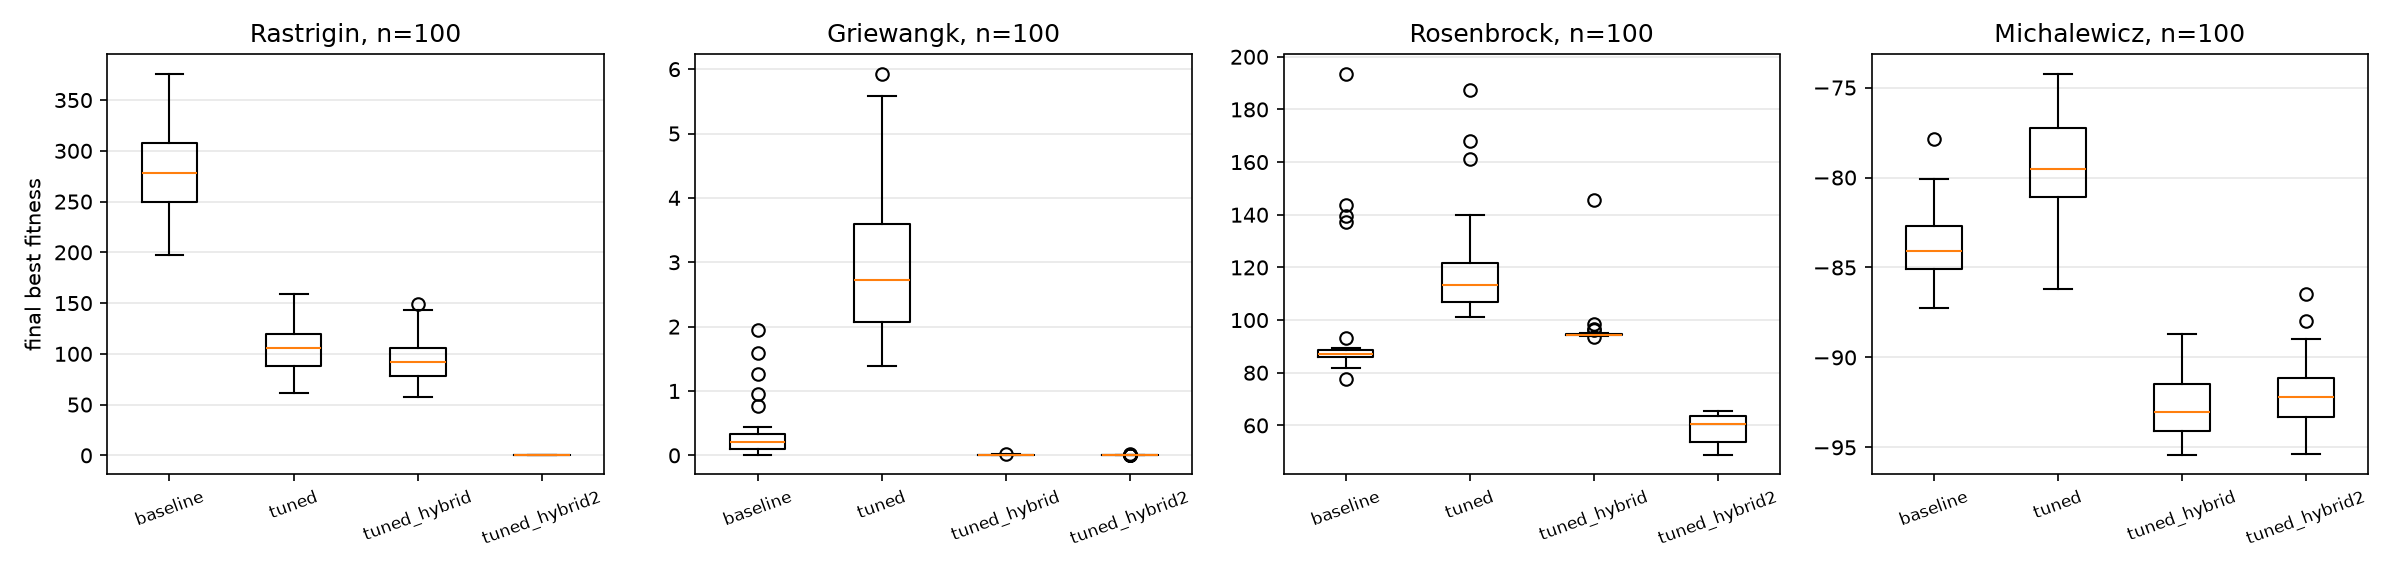 Rastrigin, n=100
final best fitness
350
300
250
200
150
100
50
0
baseline
tuned
tuned_hybrid
tuned_hybrid2
Griewangk, n=100
6
5
4
3
2
1
0
baseline
tuned
tuned_hybrid
tuned_hybrid2
Rosenbrock, n=100
200
180
160
140
120
100
80
60
baseline
tuned
tuned_hybrid
tuned_hybrid2
Michalewicz, n=100
−75
−80
−85
−90
−95
baseline
tuned
tuned_hybrid
tuned_hybrid2